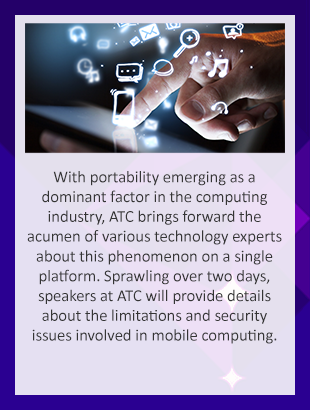 With portability emerging as a
dominant factor in the computing
industry, ATC brings forward the
acumen of various technology experts
about this phenomenon on a single
platform. Sprawling over two days,
speakers at ATC will provide details
about the limitations and security
issues involved in mobile computing.